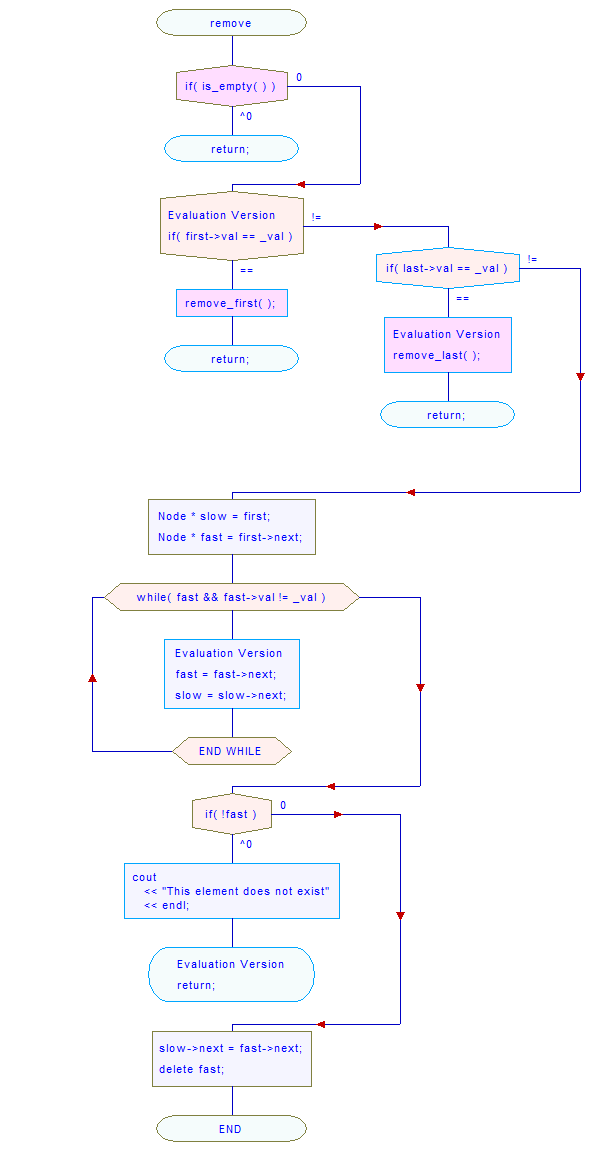 remove
if( is_empty( ) )
0
^0
return;
Evaluation Version
if( first->val == _val )
!=
==
remove_first( );
return;
if( last->val == _val )
!=
==
Evaluation Version
remove_last( );
return;
Node * slow = first;
Node * fast = first->next;
while( fast && fast->val != _val )
Evaluation Version
fast = fast->next;
slow = slow->next;
END WHILE
if( !fast )
0
^0
cout
<< "This element does not exist"
<< endl;
Evaluation Version
return;
slow->next = fast->next;
delete fast;
END